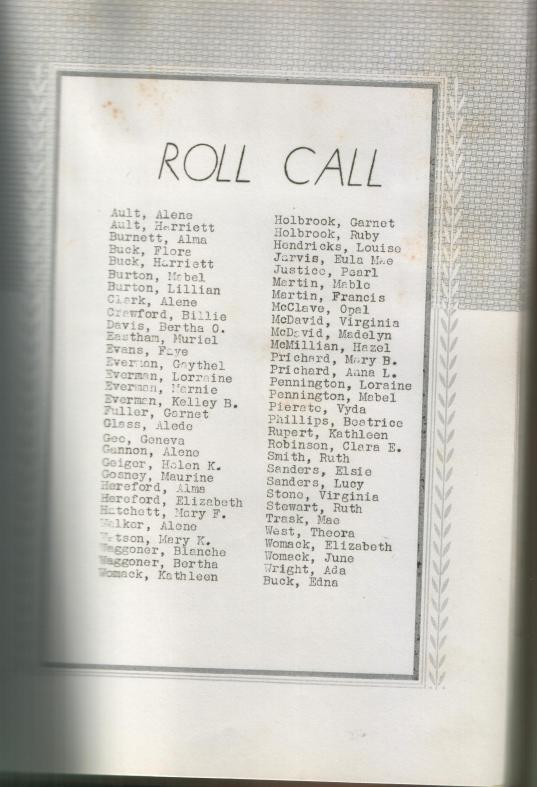 ROLL CALL
Ault, Alene
Ault, Harriett
Burnett, Alma
Buck, Flora
Buck, Harriett
Burton, Mabel
Burton, Lillian
Clark, Alene
Crawford, Billie
Davis, Bertha O.
Eastham, Muriel
Evans, Faye
Everman, Gaythel
Everman, Lorraine
Everman, Marnie
Everman, Kelley B.
Fuller, Garnet
Glass, Alede
Gee, Geneva
Gannon, Alene
Geiger, Helen K.
Gosney, Maurine
Hereford, Alma
Hereford, Elizabeth
Hatchett, Mary F.
Walker, Alene
Watson, Mary K.
Waggoner, Blanche
Waggoner, Bertha
Womack, Kathleen
Holbrook, Garnet
Holbrook, Ruby
Hendricks, Louise
Jarvis, Eula Mae
Justice, Pearl
Martin, Mable
Martin, Francis
McClave, Opal
McDavid, Virginia
McDavid, Madelyn
McMillian, Hazel
Prichard, Mary B.
Prichard, Anna L.
Pennington, Loraine
Pennington, Mabel
Pierate, Vyda
Phillips, Beatrice
Rupert, Kathleen
Robinson, Clara E.
Smith, Ruth
Sanders, Elsie
Sanders, Lucy
Stone, Virginia
Stewart, Ruth
Trask, Mae
West, Theora
Womack, Elizabeth
Womack, June
Wright, Ada
Buck, Edna